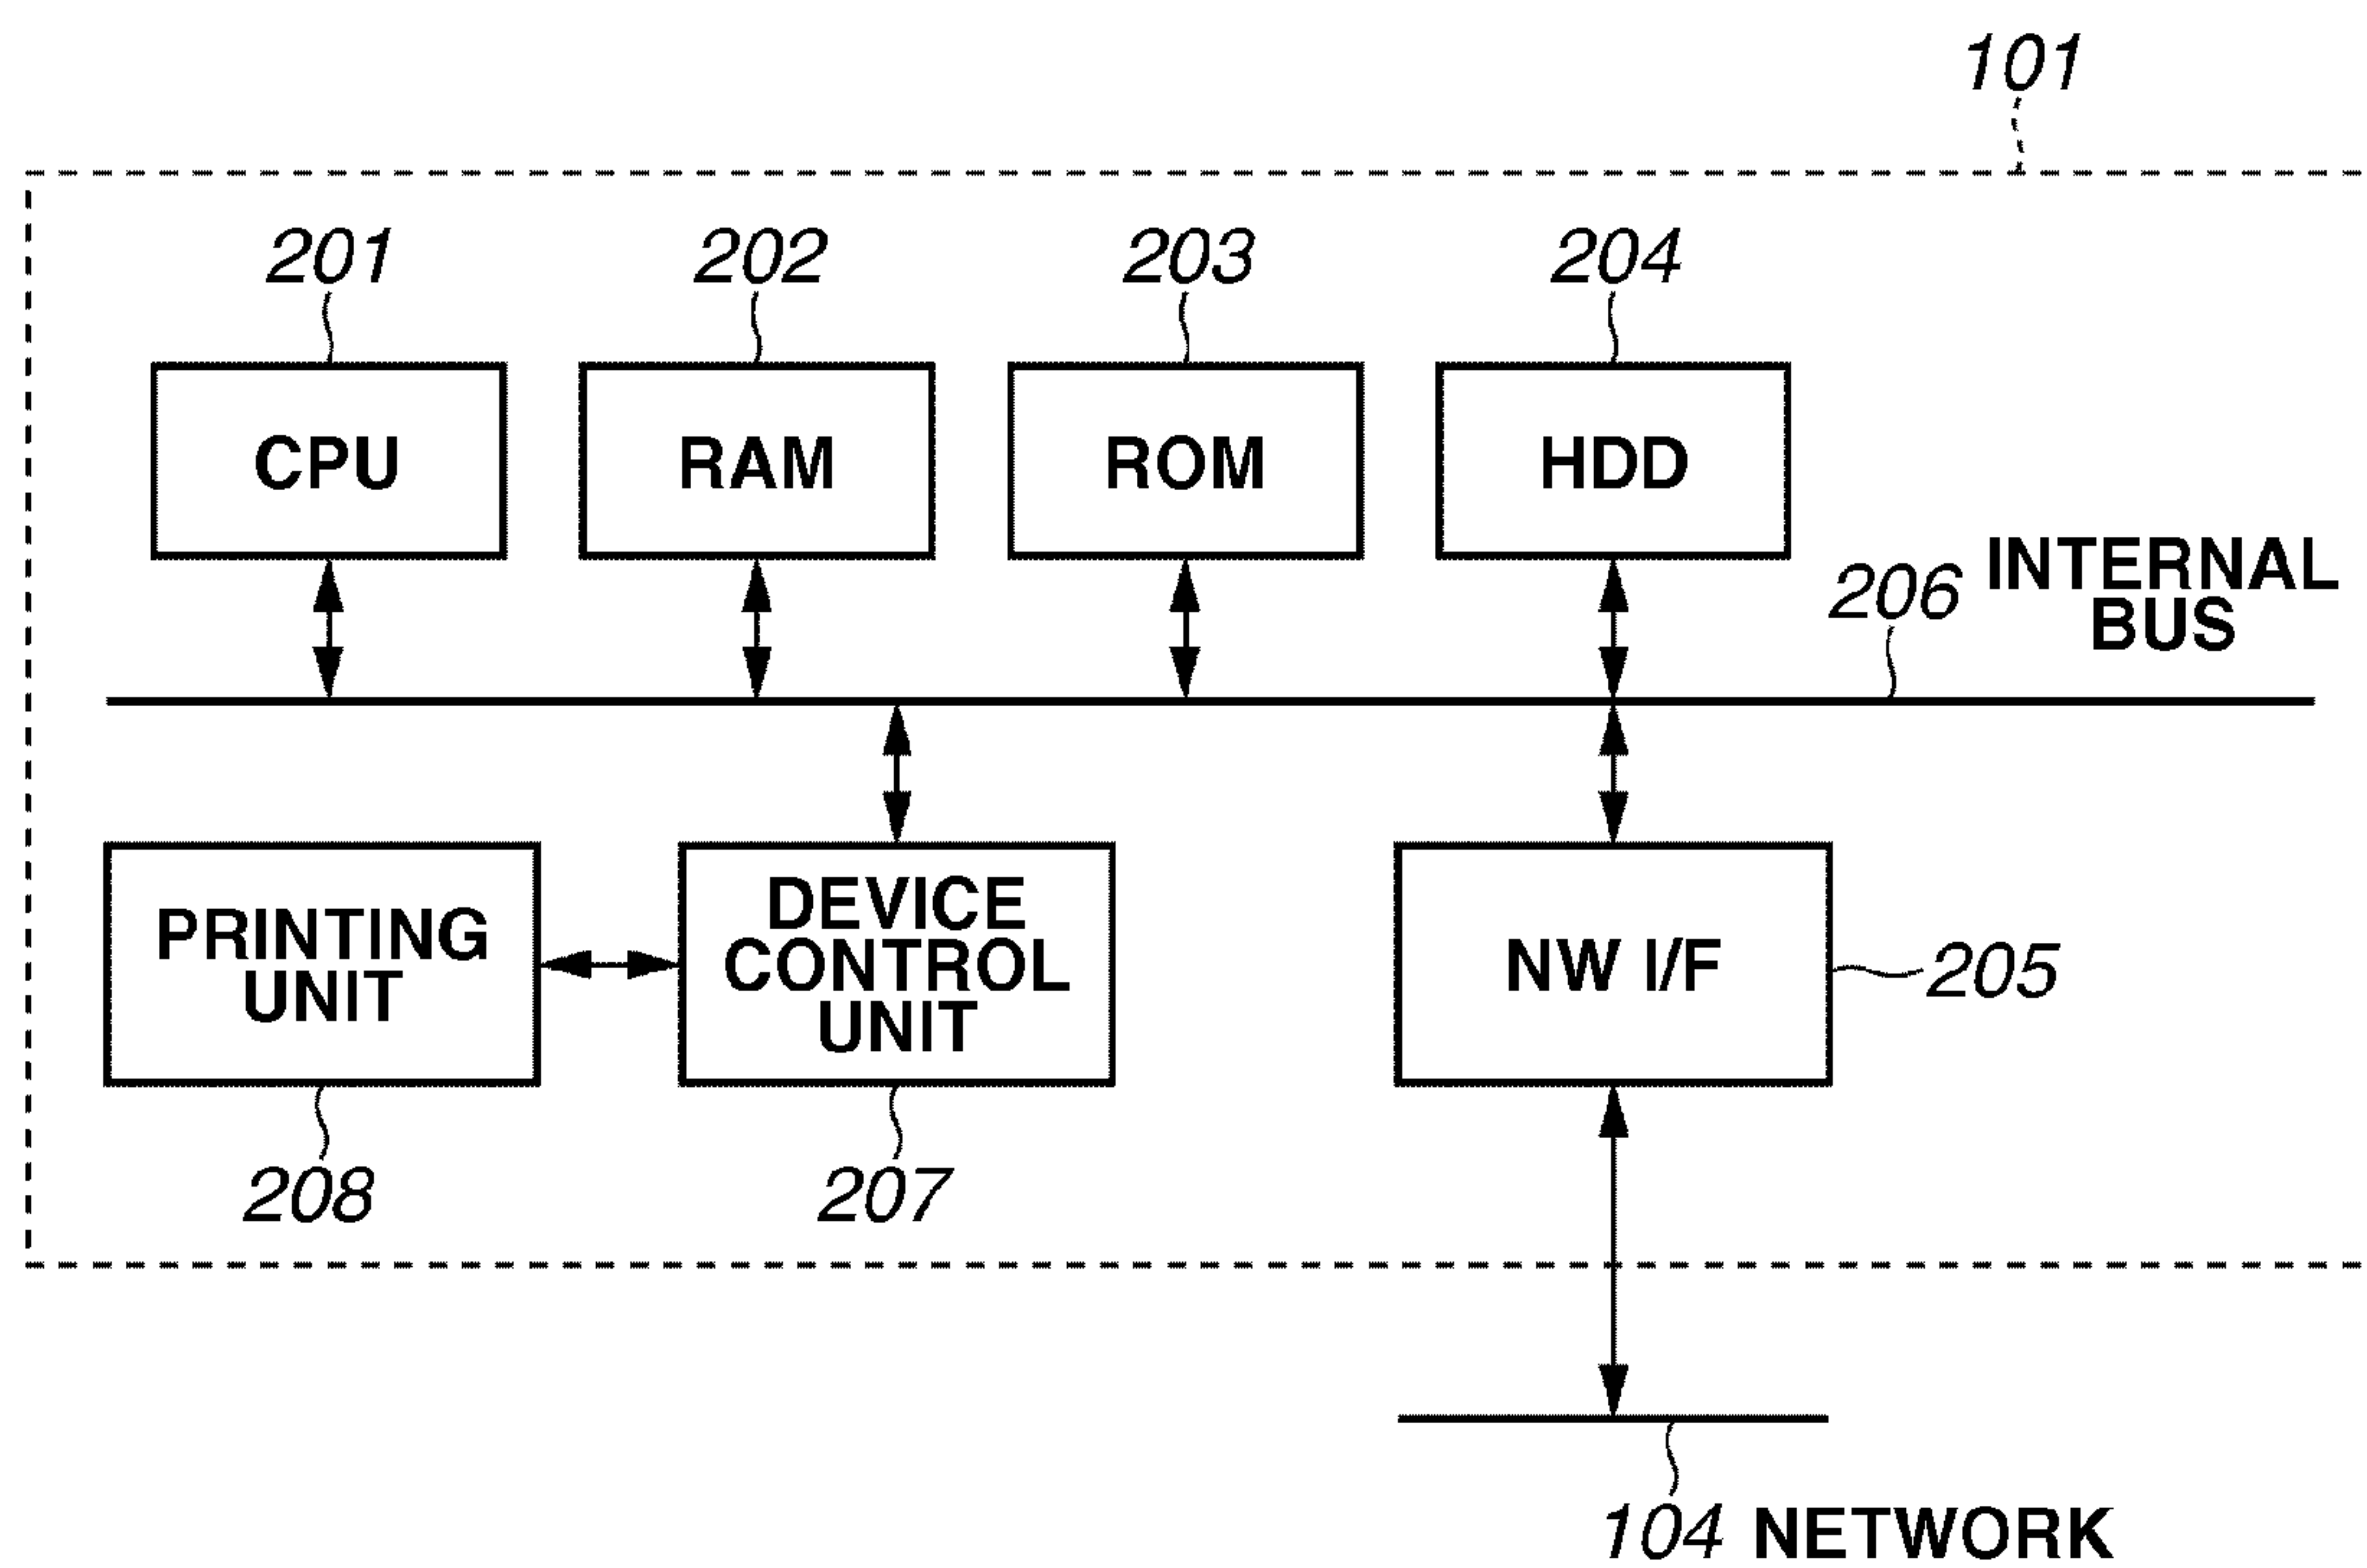 101
201
202
203
204
CPU
RAM
ROM
HDD
206 INTERNAL
BUS
PRINTING
UNIT
DEVICE
CONTROL
UNIT
NW I/F
205
208
207
104 NETWORK